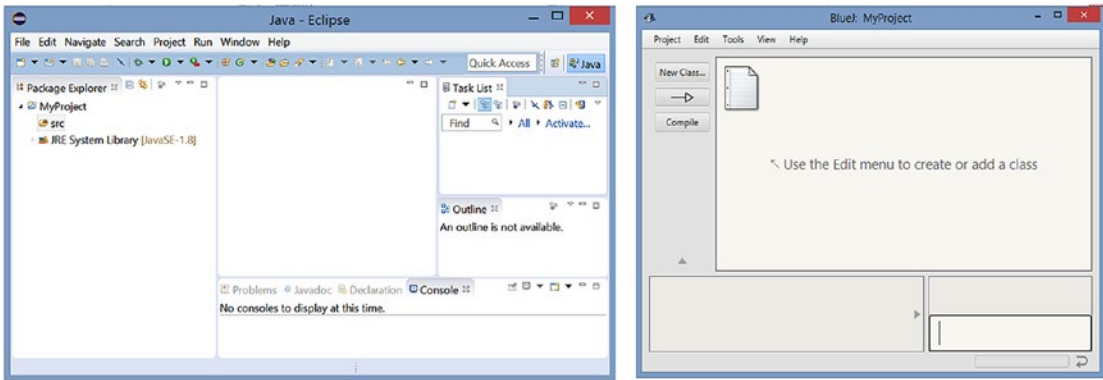 Java - Eclipse
File Edit Navigate Search Project Run Window Help
Quick Access
Java
Package Explorer
MyProject
src
JRE System Library [JavaSE-1.8]
Task List
Find
All
Activate...
Outline
An outline is not available.
Problems
Javadoc
Declaration
Console
No consoles to display at this time.
BlueJ: MyProject
Project Edit Tools View Help
New Class...
Compile
Use the Edit menu to create or add a class